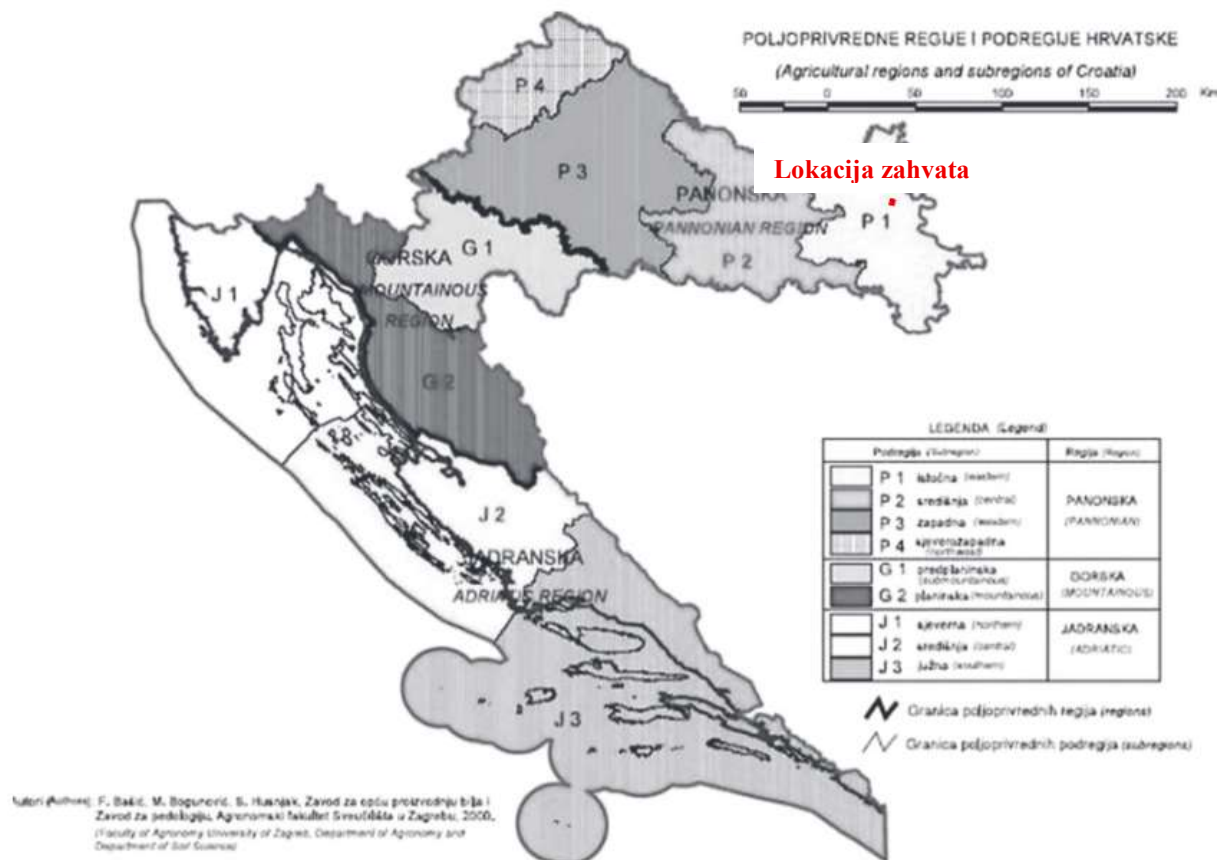 POLJOPRIVREDNE REGIJE I PODREGIJE HRVATSKE
(Agricultural regions and subregions of Croatia)
50 0 50 100 150 200 Km
Lokacija zahvata
P 4
P 3
PANONSKA
PANNONIAN REGION
P 1
P 2
G 1
GORSKA
MOUNTAINOUS
REGION
J 1
G 2
J 2
JADRANSKA
ADRIATIC REGION
J 3
LEGENDA (Legend)
Podregija (Subregion) Regija (Region)
P 1 istočna (eastern)
P 2 središnja (central)
P 3 zapadna (western)
P 4 sjeverozapadna
(northwest)
PANONSKA
(PANNONIAN)
G 1 predplaninska
(submountainous)
G 2 planinska (mountainous)
GORSKA
(MOUNTAINOUS)
J 1 sjeverna (northern)
J 2 središnja (central)
J 3 južna (southern)
JADRANSKA
(ADRIATIC)
Granica poljoprivrednih regija (regions)
Granica poljoprivrednih podregija (subregions)
Autori (Authors): F. Bašić, M. Bogunović, S. Husnjak, Zavod za opću proizvodnju bilja i
Zavod za pedologiju, Agronomski fakultet Sveučilišta u Zagrebu, 2000.
(Faculty of Agronomy University of Zagreb, Department of Agronomy and
Department of Soil Science)